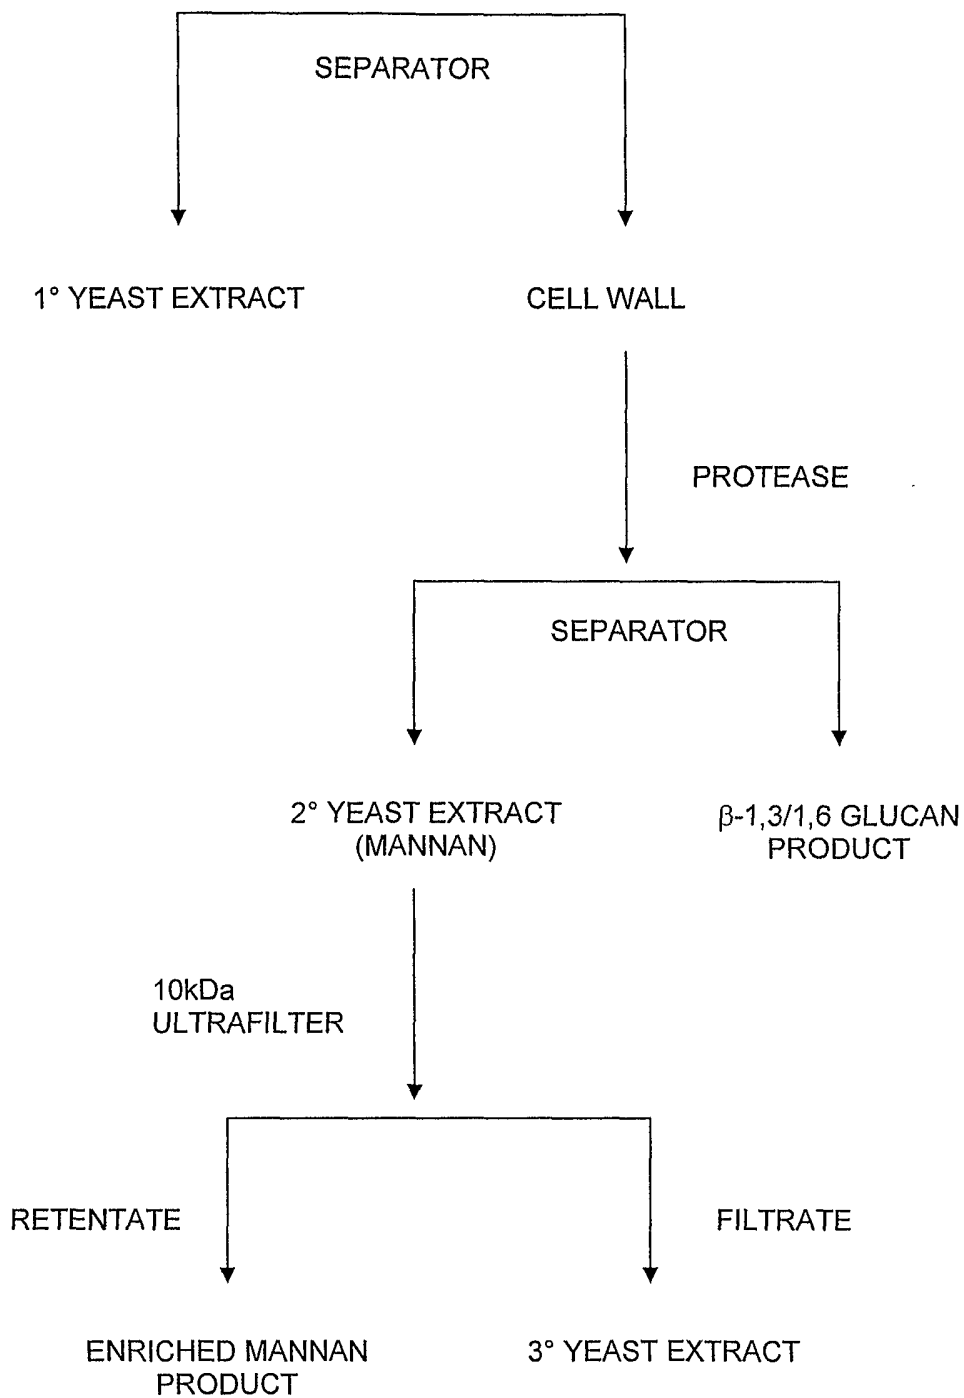 SEPARATOR
1° YEAST EXTRACT
CELL WALL
PROTEASE
SEPARATOR
2° YEAST EXTRACT
(MANNAN)
β-1,3/1,6 GLUCAN
PRODUCT
10kDa
ULTRAFILTER
RETENTATE
FILTRATE
ENRICHED MANNAN
PRODUCT
3° YEAST EXTRACT